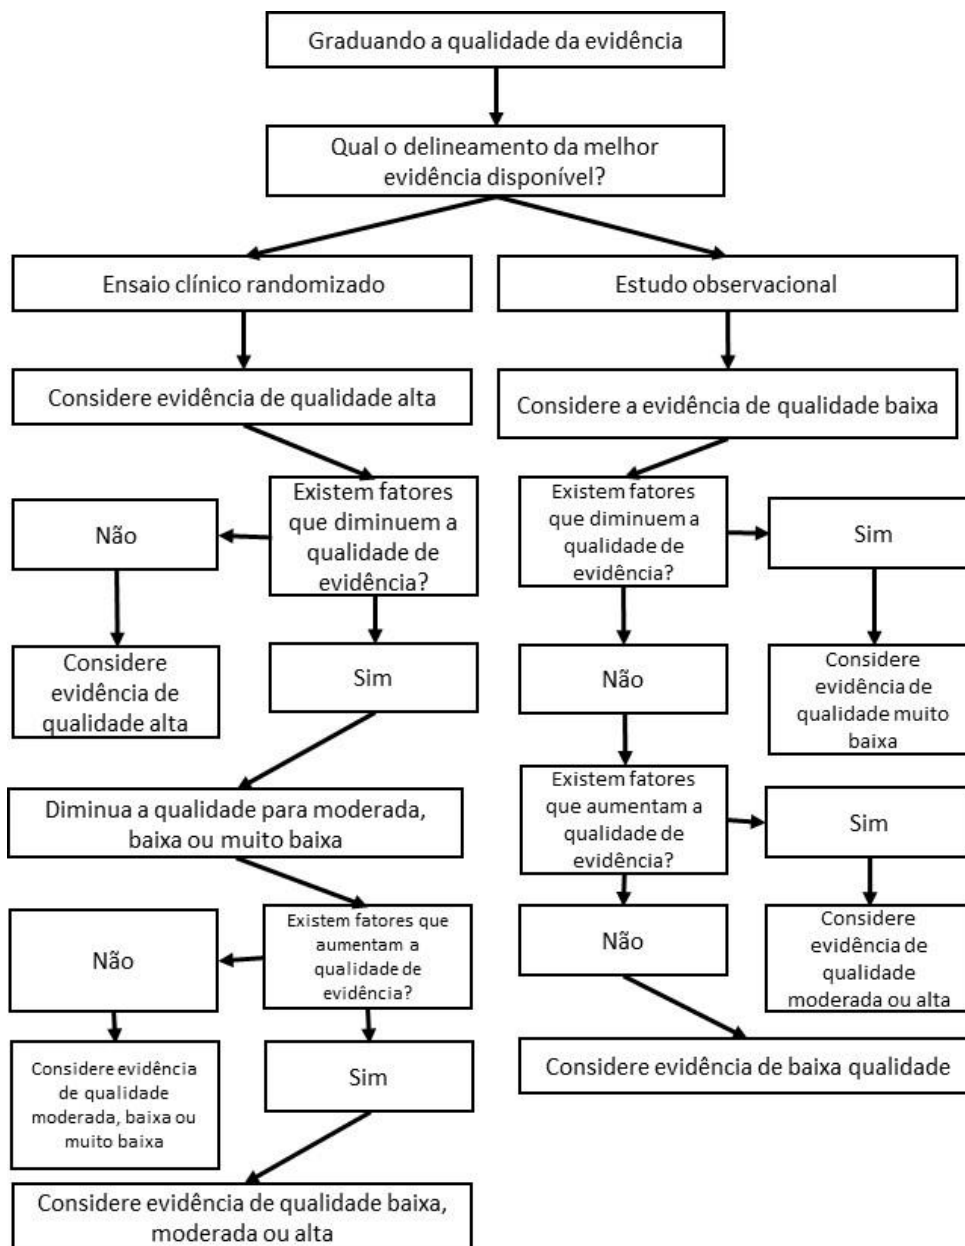 Graduando a qualidade da evidência
Qual o delineamento da melhor
evidência disponível?
Ensaio clínico randomizado
Estudo observacional
Considere evidência de qualidade alta
Considere a evidência de qualidade baixa
Existem fatores
que diminuem a
qualidade de
evidência?
Não
Existem fatores
que diminuem a
qualidade de
evidência?
Sim
Considere
evidência de
qualidade alta
Sim
Não
Considere
evidência de
qualidade muito
baixa
Diminua a qualidade para moderada,
baixa ou muito baixa
Existem fatores
que aumentam a
qualidade de
evidência?
Sim
Não
Existem fatores que
aumentam a
qualidade de
evidência?
Não
Considere
evidência de
qualidade
moderada ou alta
Considere evidência
de qualidade
moderada, baixa ou
muito baixa
Sim
Considere evidência de baixa qualidade
Considere evidência de qualidade baixa,
moderada ou alta